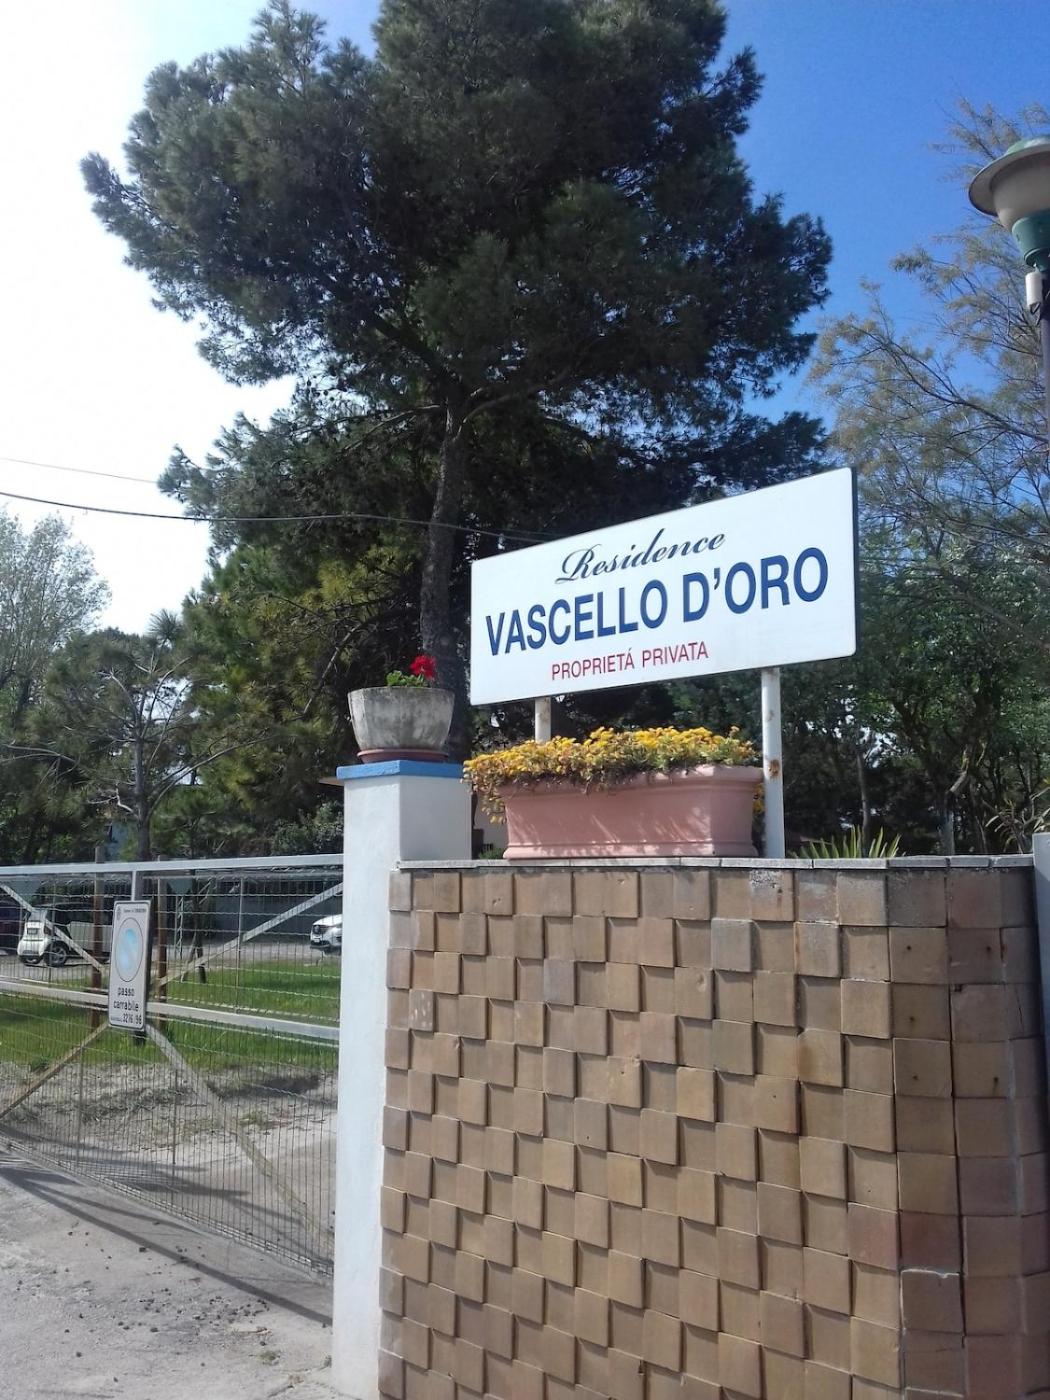 Residence
VASCELLO D'ORO
PROPRIETÁ PRIVATA
passo
carrabile